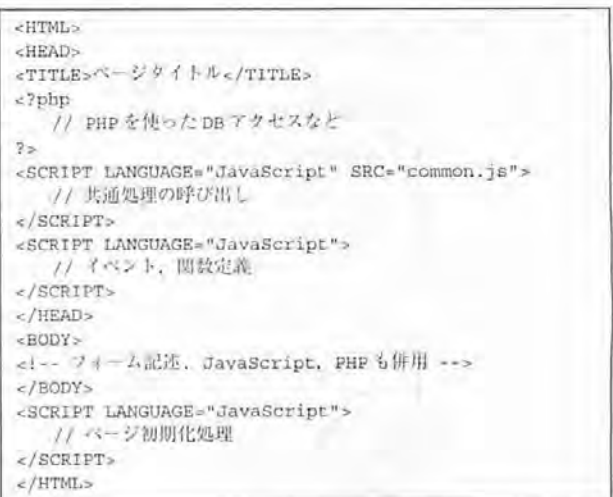 <HTML>
<HEAD>
<TITLE>ページタイトル</TITLE>
<?php
// PHPを使ったDBアクセスなど
?>
<SCRIPT LANGUAGE="JavaScript" SRC="common.js">
// 共通処理の呼び出し
</SCRIPT>
<SCRIPT LANGUAGE="JavaScript">
// イベント，関数定義
</SCRIPT>
</HEAD>
<BODY>
<!-- フィーム記述，JavaScript，PHPも併用 -->
</BODY>
<SCRIPT LANGUAGE="JavaScript">
// ページ初期化処理
</SCRIPT>
</HTML>